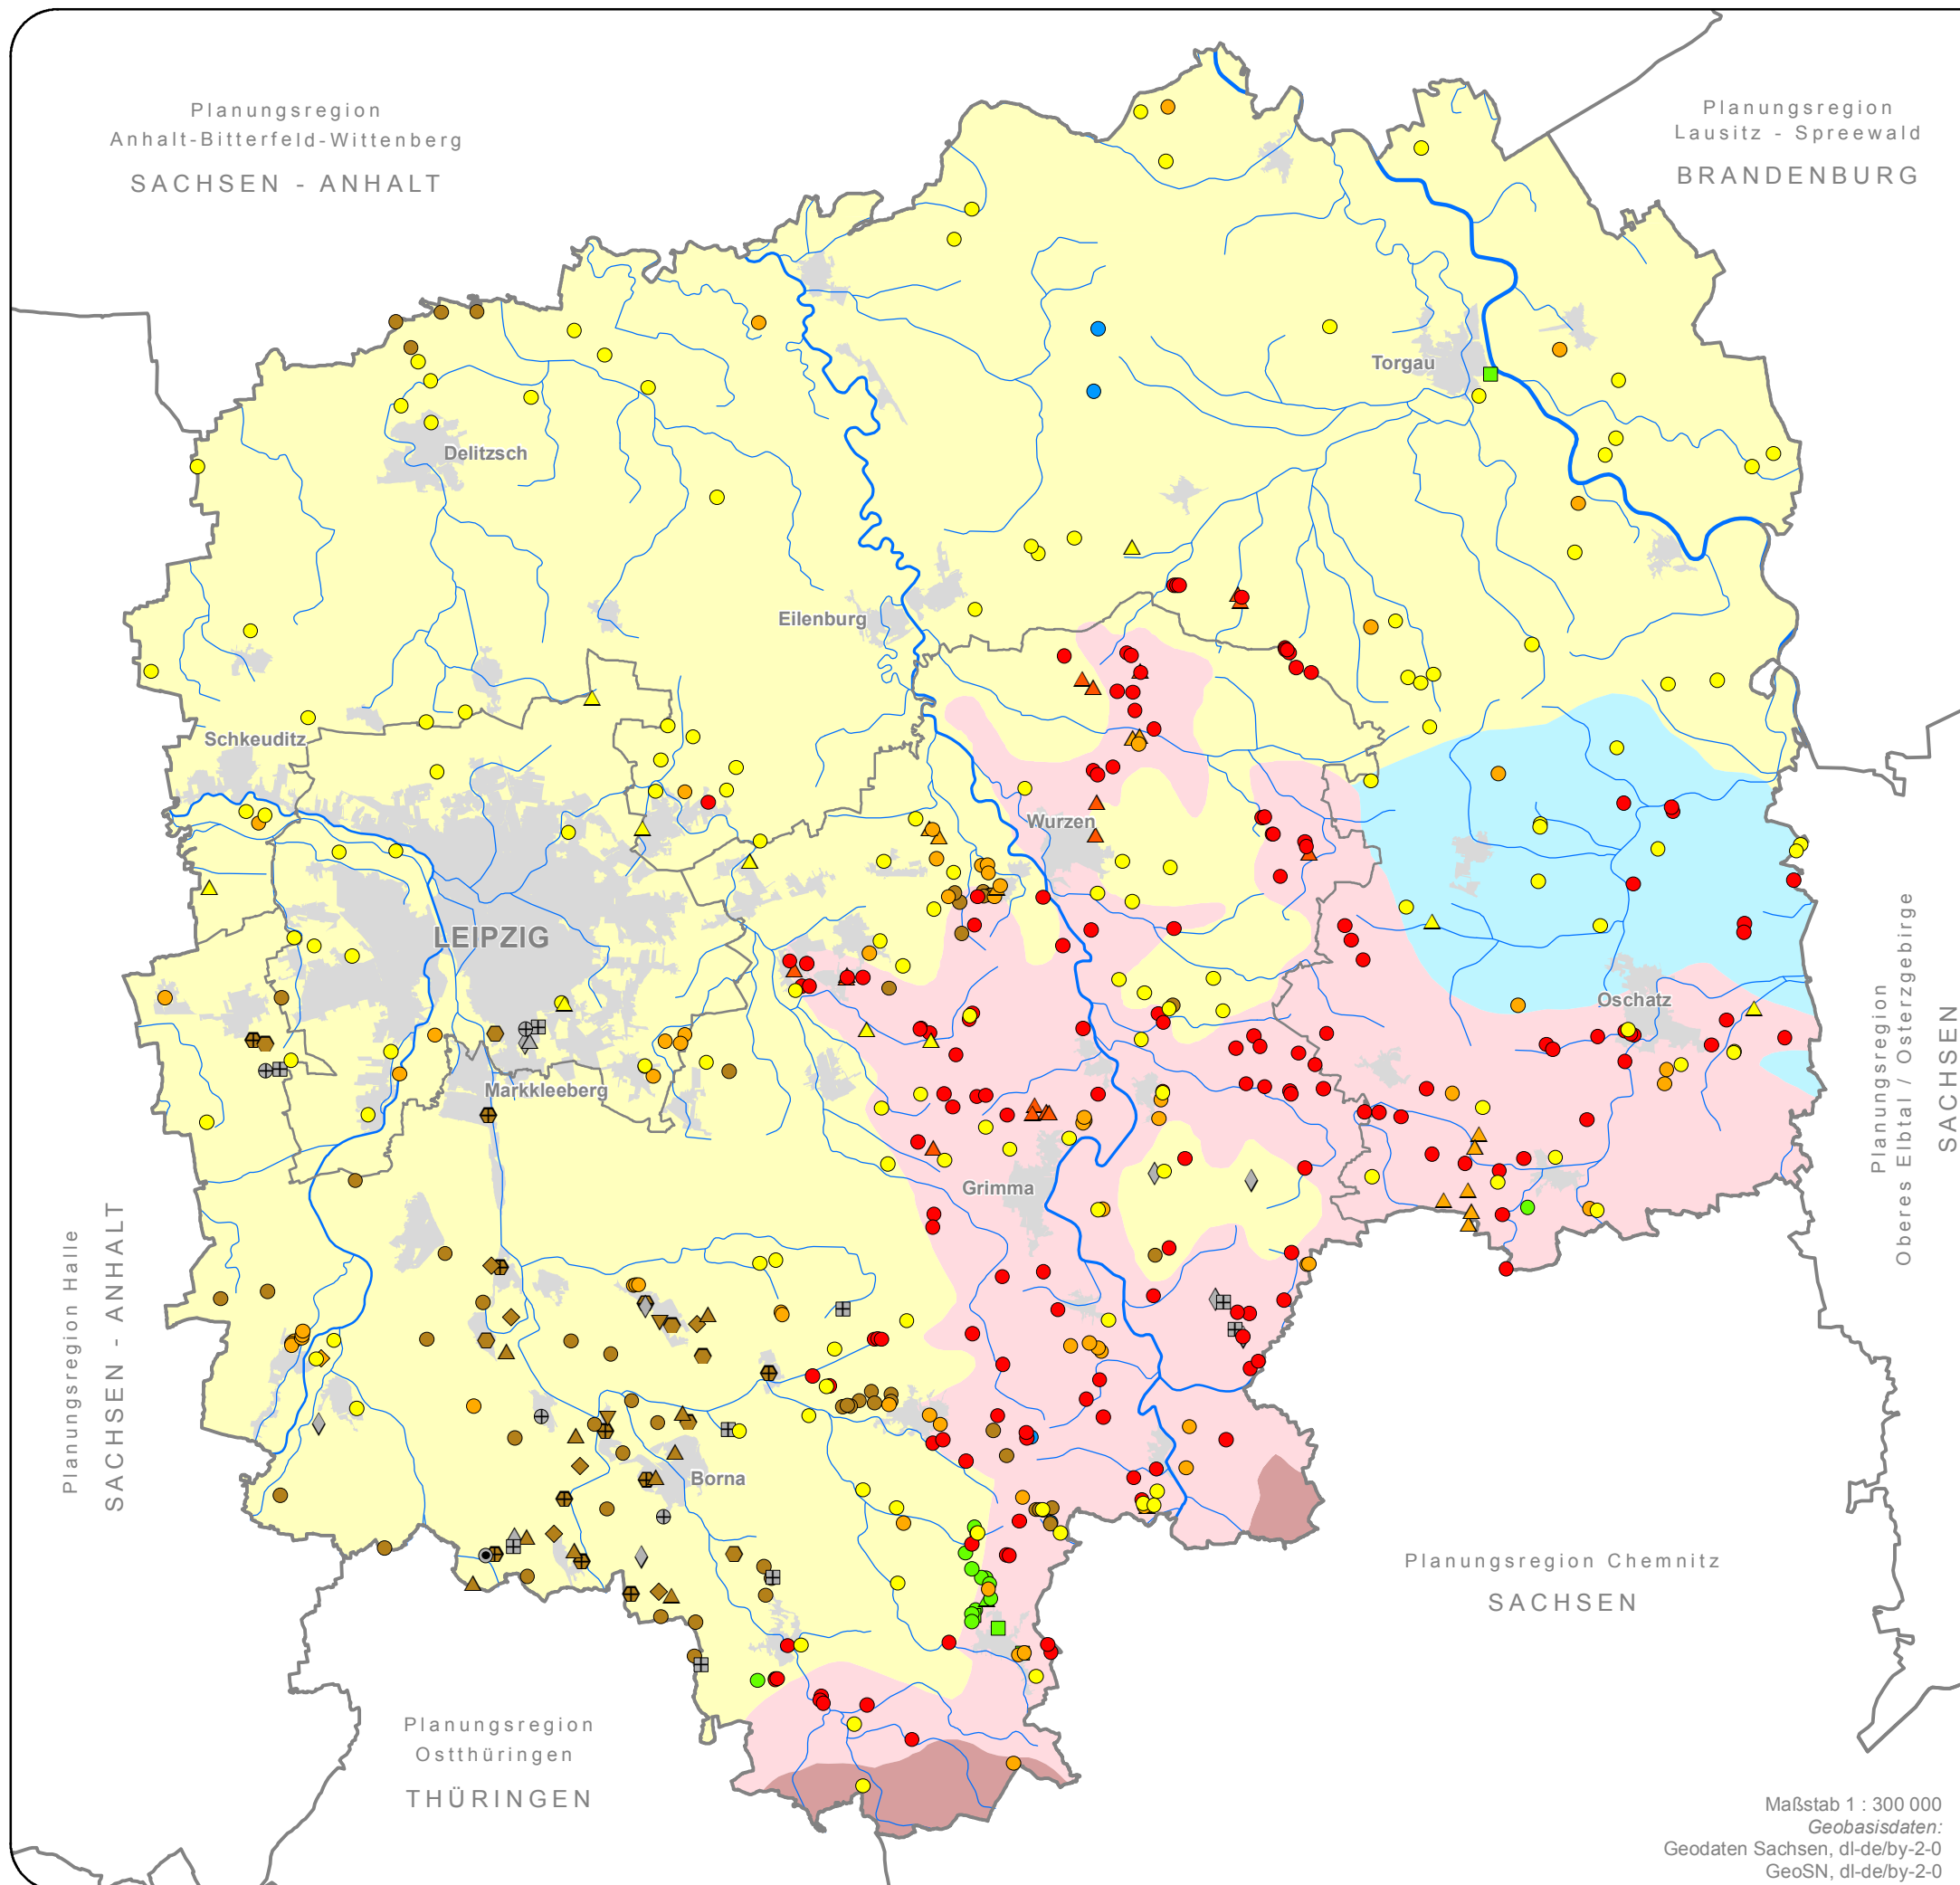 Planungsregion
Anhalt-Bitterfeld-Wittenberg
SACHSEN - ANHALT
Planungsregion
Lausitz - Spreewald
BRANDENBURG
Torgau
Delitzsch
Eilenburg
Schkeuditz
Wurzen
LEIPZIG
Oschatz
Markkleeberg
Grimma
Borna
Planungsregion
Oberes Elbtal / Osterzgebirge
SACHSEN
Planungsregion Halle
SACHSEN - ANHALT
Planungsregion Chemnitz
SACHSEN
Planungsregion
Ostthüringen
THÜRINGEN
Maßstab 1 : 300 000
Geobasisdaten:
Geodaten Sachsen, dl-de/by-2-0
GeoSN, dl-de/by-2-0